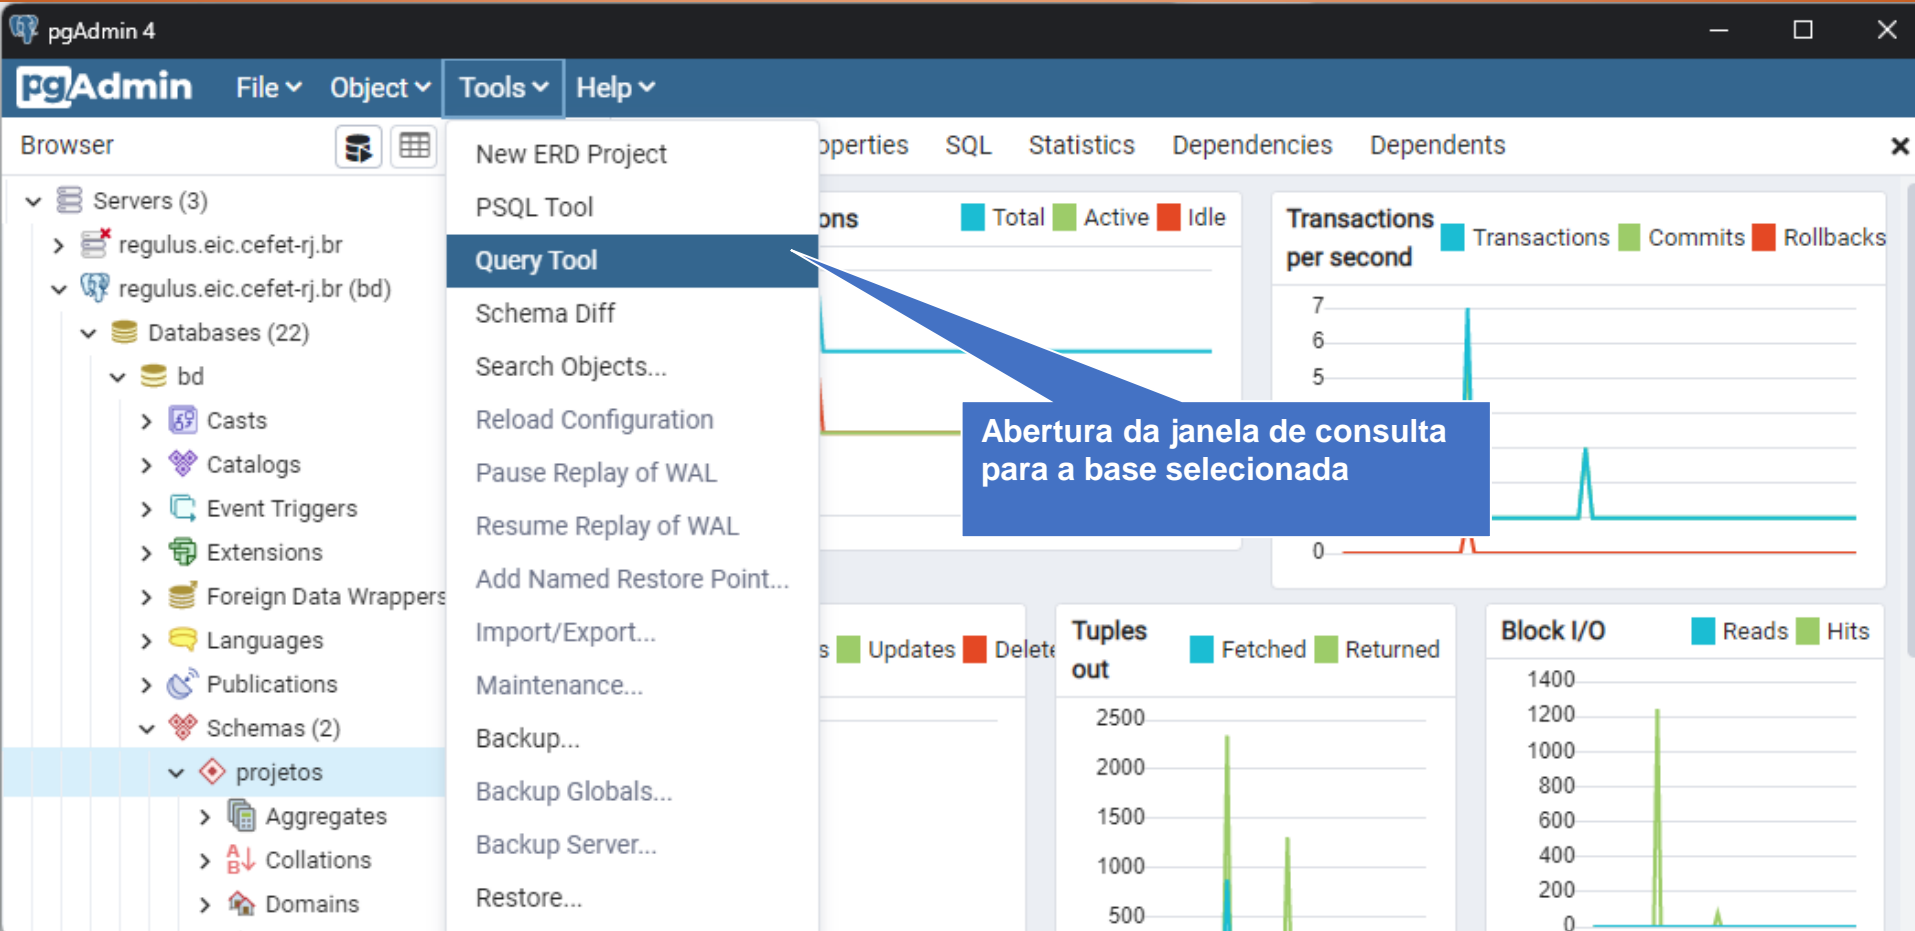 pgAdmin 4
pgAdmin File Object Tools Help
Browser
Servers (3)
regulus.eic.cefet-rj.br
regulus.eic.cefet-rj.br (bd)
Databases (22)
bd
Casts
Catalogs
Event Triggers
Extensions
Foreign Data Wrappers
Languages
Publications
Schemas (2)
projetos
Aggregates
Collations
Domains
New ERD Project
PSQL Tool
Query Tool
Schema Diff
Search Objects...
Reload Configuration
Pause Replay of WAL
Resume Replay of WAL
Add Named Restore Point...
Import/Export...
Maintenance...
Backup...
Backup Globals...
Backup Server...
Restore...
operties SQL Statistics Dependencies Dependents
ons Total Active Idle
Abertura da janela de consulta
para a base selecionada
Transactions
per second
Transactions Commits Rollbacks
7
6
5
0
s Updates Delete
Tuples
out
Fetched Returned
2500
2000
1500
1000
500
Block I/O Reads Hits
1400
1200
1000
800
600
400
200
0